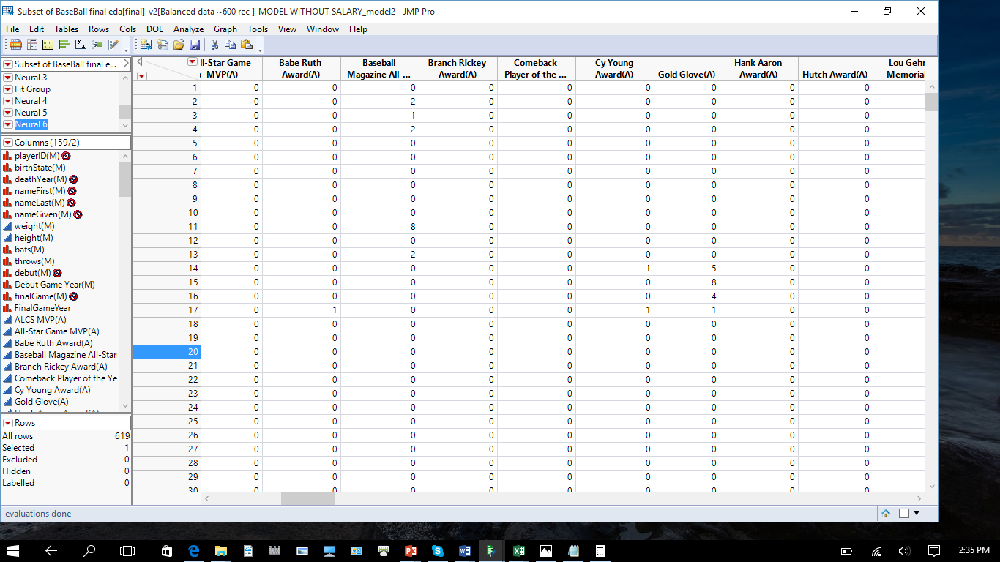 Subset of BaseBall final eda[final]-v2[Balanced data ~600 rec ]-MODEL WITHOUT SALARY_model2 - JMP Pro
File Edit Tables Rows Cols DOE Analyze Graph Tools View Window Help
Subset of BaseBall final e...
Neural 3
Fit Group
Neural 4
Neural 5
Neural 6
Columns (159/2)
playerID(M)
birthState(M)
deathYear(M)
nameFirst(M)
nameLast(M)
nameGiven(M)
weight(M)
height(M)
bats(M)
throws(M)
debut(M)
Debut Game Year(M)
finalGame(M)
FinalGameYear
ALCS MVP(A)
All-Star Game MVP(A)
Babe Ruth Award(A)
Baseball Magazine All-Star
Branch Rickey Award(A)
Comeback Player of the Ye
Cy Young Award(A)
Gold Glove(A)
Rows
All rows 619
Selected 1
Excluded 0
Hidden 0
Labelled 0
ll-Star Game Babe Ruth Baseball Branch Rickey Comeback Cy Young Hank Aaron Lou Gehr
MVP(A) Award(A) Magazine All-... Award(A) Player of the ... Award(A) Gold Glove(A) Award(A) Hutch Award(A) Memorial
1 0 0 0 0 0 0 0 0 0
2 0 0 2 0 0 0 0 0 0
3 0 0 1 0 0 0 0 0 0
4 0 0 2 0 0 0 0 0 0
5 0 0 0 0 0 0 0 0 0
6 0 0 0 0 0 0 0 0 0
7 0 0 0 0 0 0 0 0 0
8 0 0 0 0 0 0 0 0 0
9 0 0 0 0 0 0 0 0 0
10 0 0 0 0 0 0 0 0 0
11 0 0 8 0 0 0 0 0 0
12 0 0 0 0 0 0 0 0 0
13 0 0 2 0 0 0 0 0 0
14 0 0 0 0 0 1 5 0 0
15 0 0 0 0 0 0 8 0 0
16 0 0 0 0 0 0 4 0 0
17 0 1 0 0 0 1 1 0 0
18 0 0 0 0 0 0 0 0 0
19 0 0 0 0 0 0 0 0 0
20 0 0 0 0 0 0 0 0 0
21 0 0 0 0 0 0 0 0 0
22 0 0 0 0 0 0 0 0 0
23 0 0 0 0 0 0 0 0 0
24 0 0 0 0 0 0 0 0 0
25 0 0 0 0 0 0 0 0 0
26 0 0 0 0 0 0 0 0 0
27 0 0 0 0 0 0 0 0 0
28 0 0 0 0 0 0 0 0 0
29 0 0 0 0 0 0 0 0 0
30 0 0 0 0 0 0 0 0 0
evaluations done
2:35 PM